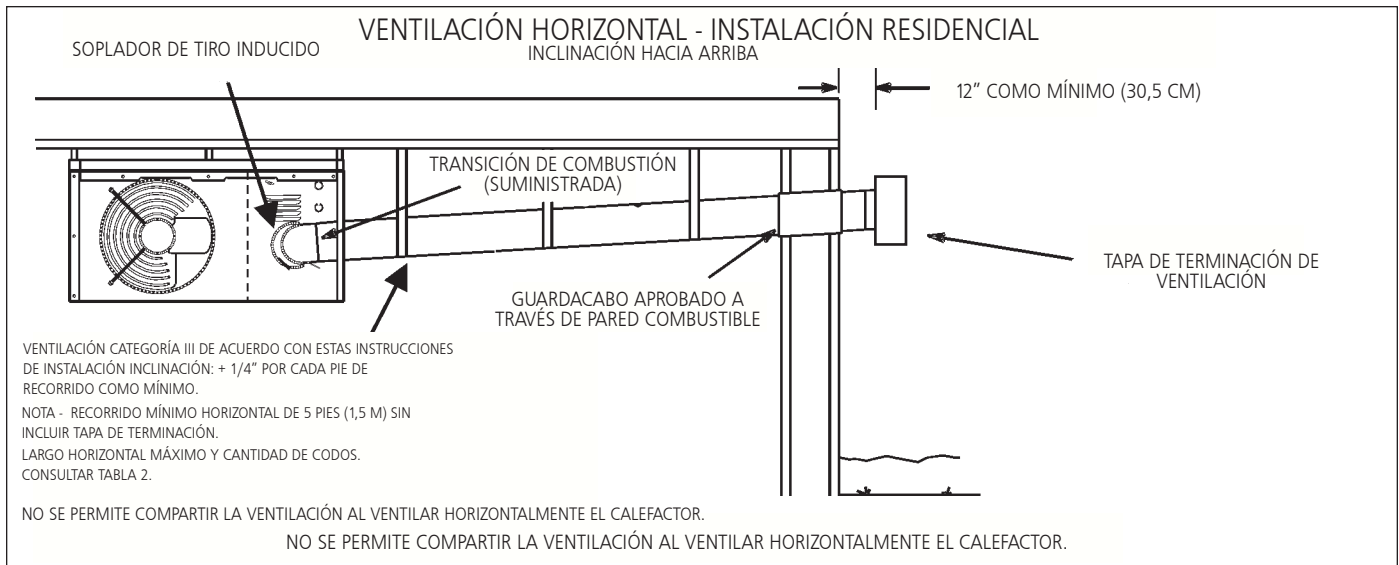 VENTILACIÓN HORIZONTAL - INSTALACIÓN RESIDENCIAL
INCLINACIÓN HACIA ARRIBA
SOPLADOR DE TIRO INDUCIDO
12” COMO MÍNIMO (30,5 CM)
TRANSICIÓN DE COMBUSTIÓN
(SUMINISTRADA)
TAPA DE TERMINACIÓN DE
VENTILACIÓN
GUARDACABO APROBADO A
TRAVÉS DE PARED COMBUSTIBLE
VENTILACIÓN CATEGORÍA III DE ACUERDO CON ESTAS INSTRUCCIONES
DE INSTALACIÓN INCLINACIÓN: + 1/4” POR CADA PIE DE
RECORRIDO COMO MÍNIMO.
NOTA - RECORRIDO MÍNIMO HORIZONTAL DE 5 PIES (1,5 M) SIN
INCLUIR TAPA DE TERMINACIÓN.
LARGO HORIZONTAL MÁXIMO Y CANTIDAD DE CODOS.
CONSULTAR TABLA 2.
NO SE PERMITE COMPARTIR LA VENTILACIÓN AL VENTILAR HORIZONTALMENTE EL CALEFACTOR.
NO SE PERMITE COMPARTIR LA VENTILACIÓN AL VENTILAR HORIZONTALMENTE EL CALEFACTOR.